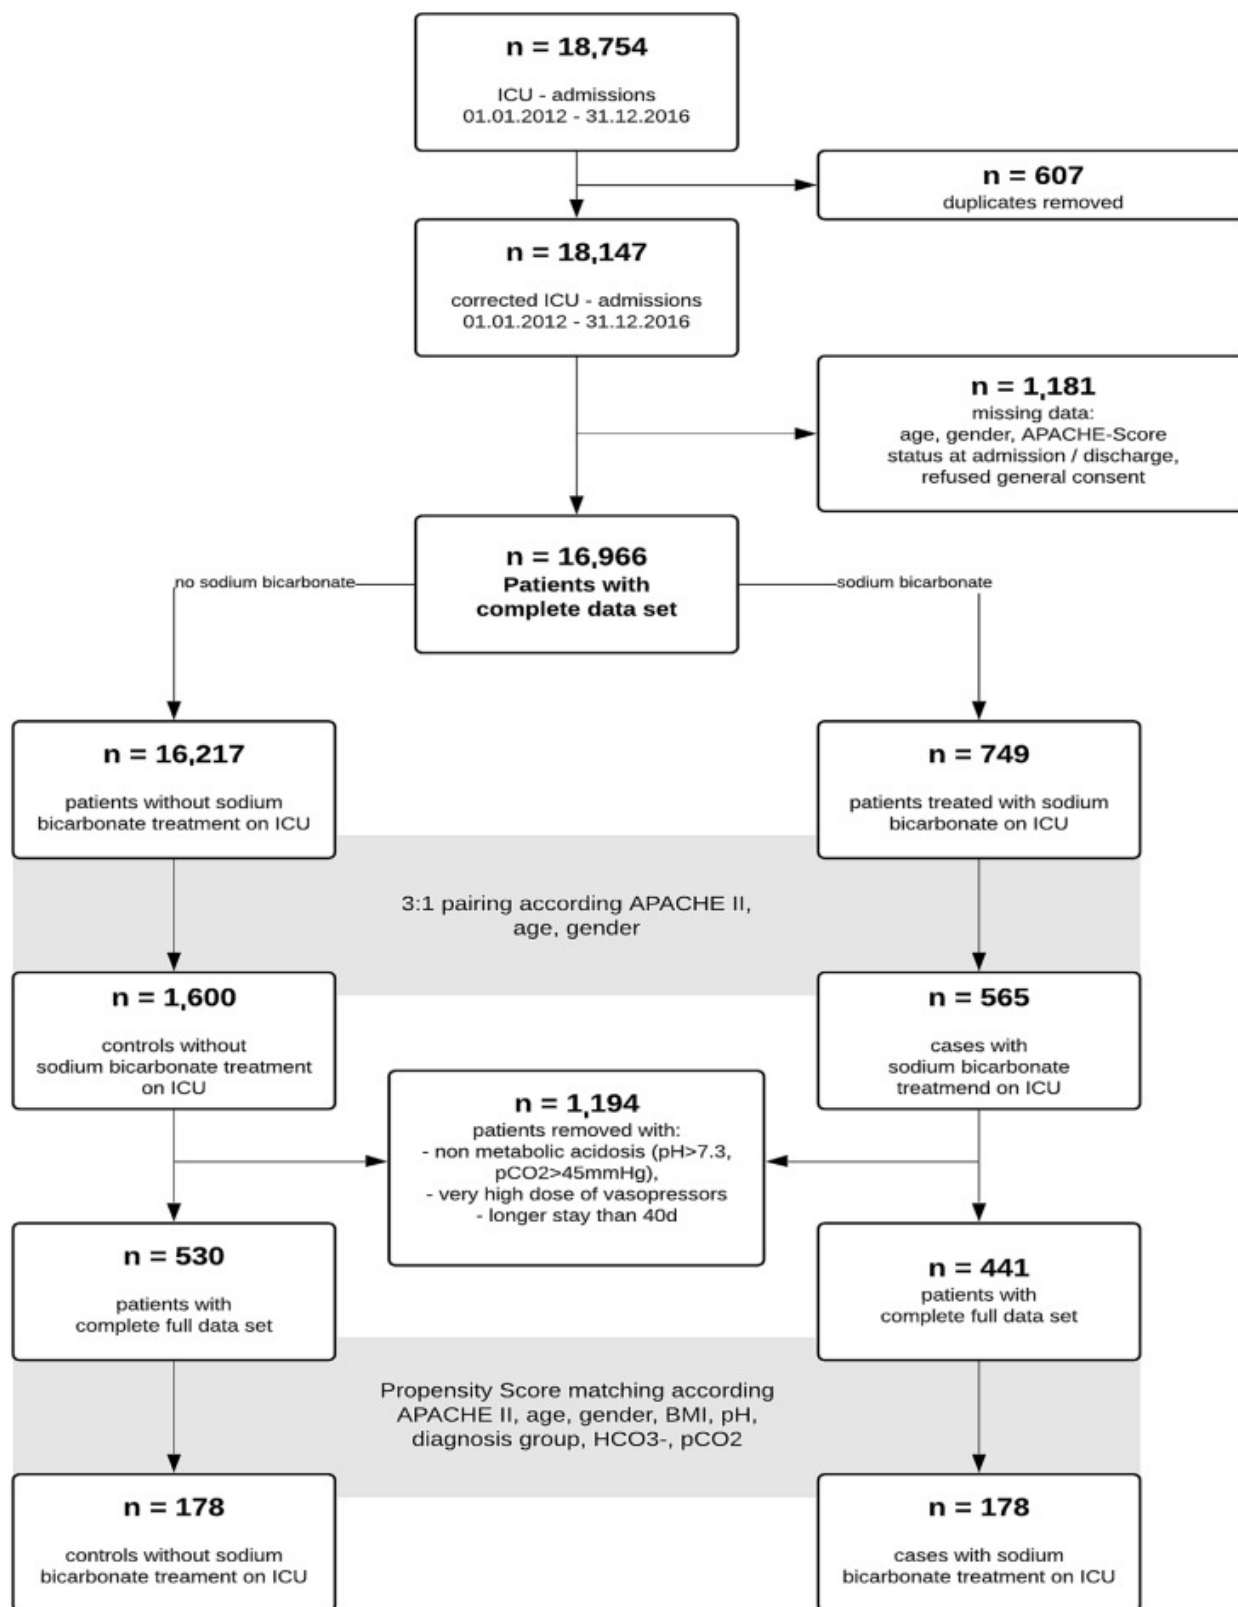 n = 18,754
ICU - admissions
01.01.2012 - 31.12.2016
n = 607
duplicates removed
n = 18,147
corrected ICU - admissions
01.01.2012 - 31.12.2016
n = 1,181
missing data:
age, gender, APACHE-Score
status at admission / discharge,
refused general consent
n = 16,966
Patients with
complete data set
no sodium bicarbonate
sodium bicarbonate
n = 16,217
patients without sodium
bicarbonate treatment on ICU
n = 749
patients treated with sodium
bicarbonate on ICU
3:1 pairing according APACHE II,
age, gender
n = 1,600
controls without
sodium bicarbonate treatment
on ICU
n = 565
cases with
sodium bicarbonate
treatmend on ICU
n = 1,194
patients removed with:
- non metabolic acidosis (pH>7.3,
pCO2>45mmHg),
- very high dose of vasopressors
- longer stay than 40d
n = 530
patients with
complete full data set
n = 441
patients with
complete full data set
Propensity Score matching according
APACHE II, age, gender, BMI, pH,
diagnosis group, HCO3-, pCO2
n = 178
controls without sodium
bicarbonate treament on ICU
n = 178
cases with sodium
bicarbonate treatment on ICU